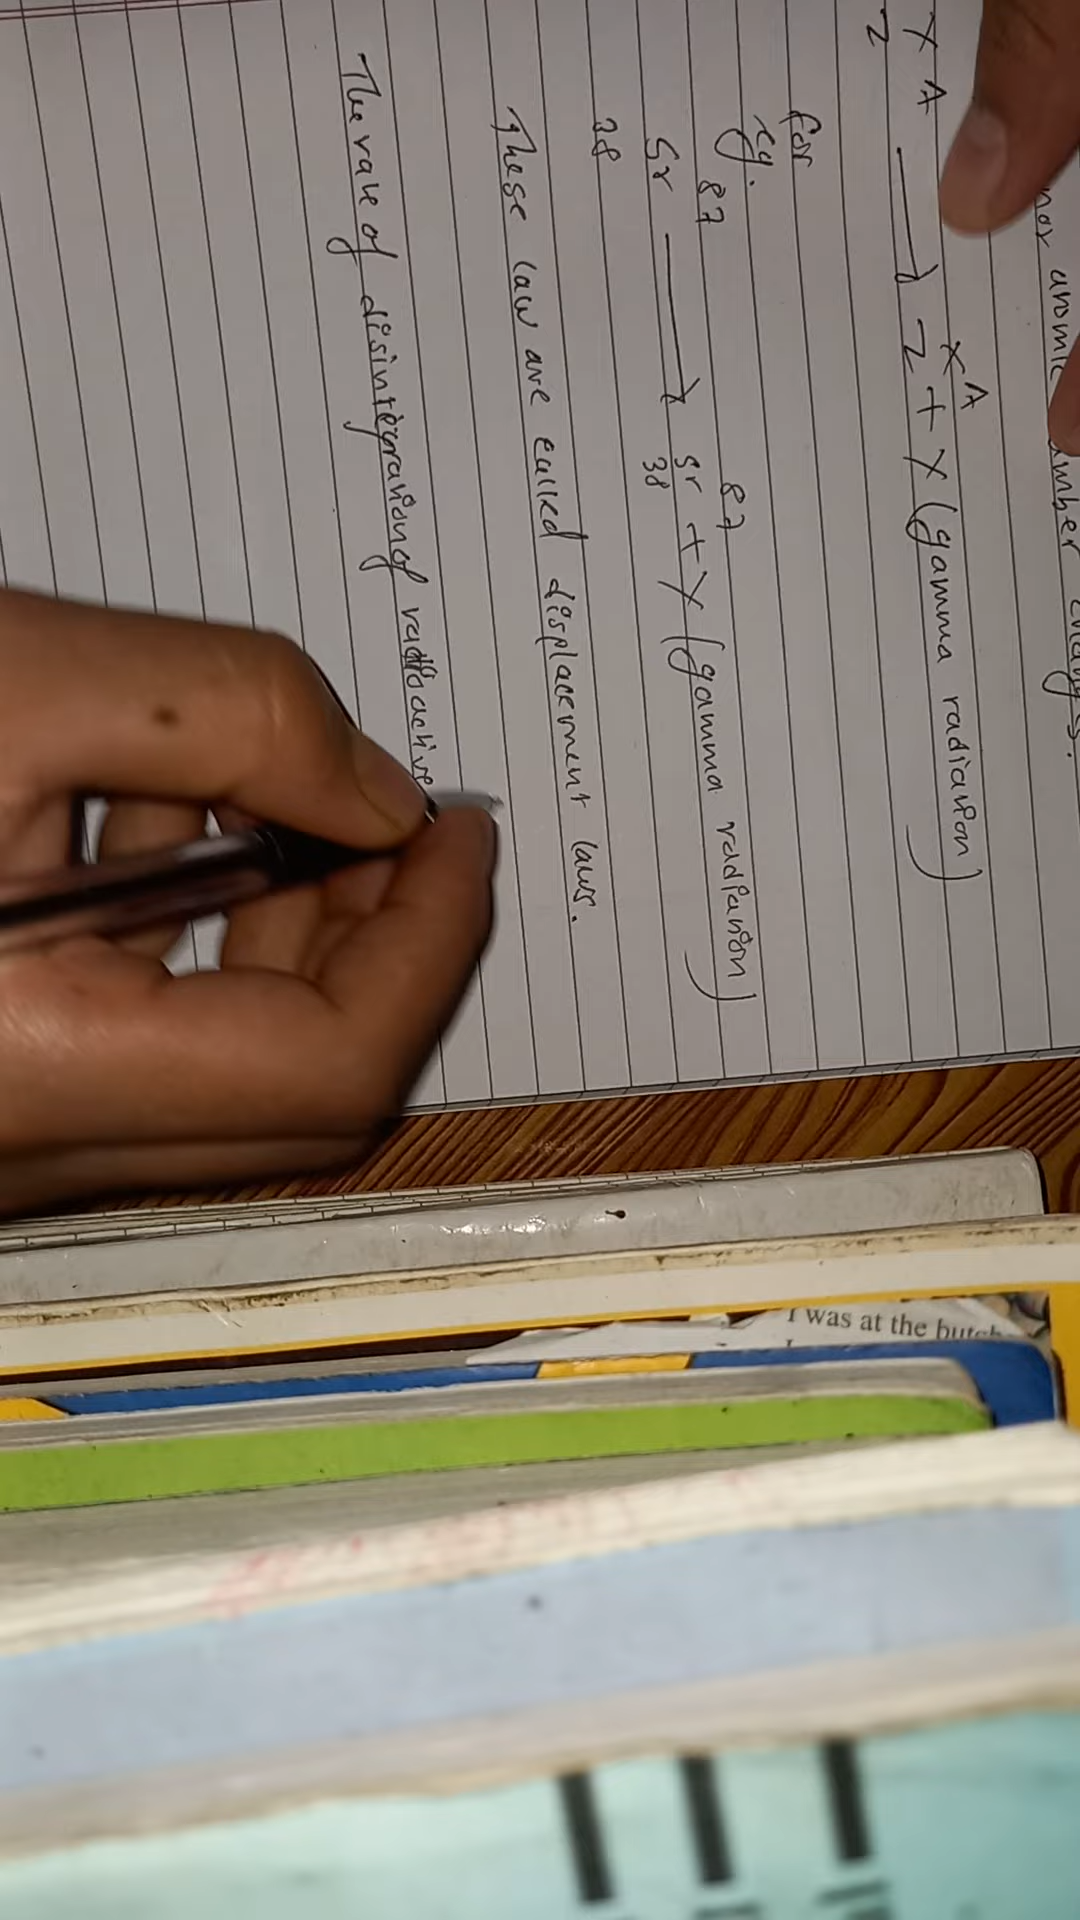 nor atomic number changes.
X A ⟶ X A
Z Z + γ (gamma radiation)
for
eg.
87 87
Sr ⟶ Sr + γ (gamma radiation)
38 38
These law are called displacement laws.
The rate of disintegration of radioactive
I was at the